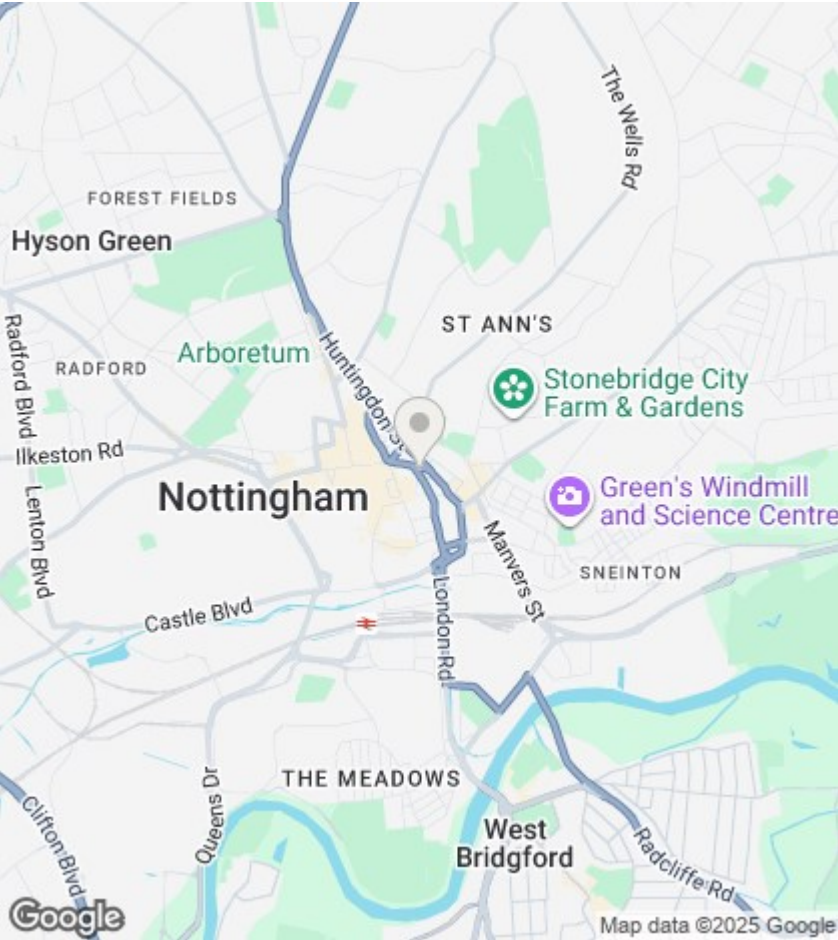 The Wells Rd
FOREST FIELDS
Hyson Green
ST ANN'S
Huntingdon St
Arboretum
RADFORD
Radford Blvd
Stonebridge City
Farm & Gardens
Ilkeston Rd
Nottingham
Green's Windmill
and Science Centre
Lenton Blvd
Manvers St
SNEINTON
Castle Blvd
London Rd
THE MEADOWS
Queens Dr
Clifton Blvd
West
Bridgford
Radcliffe Rd
Google
Map data ©2025 Google